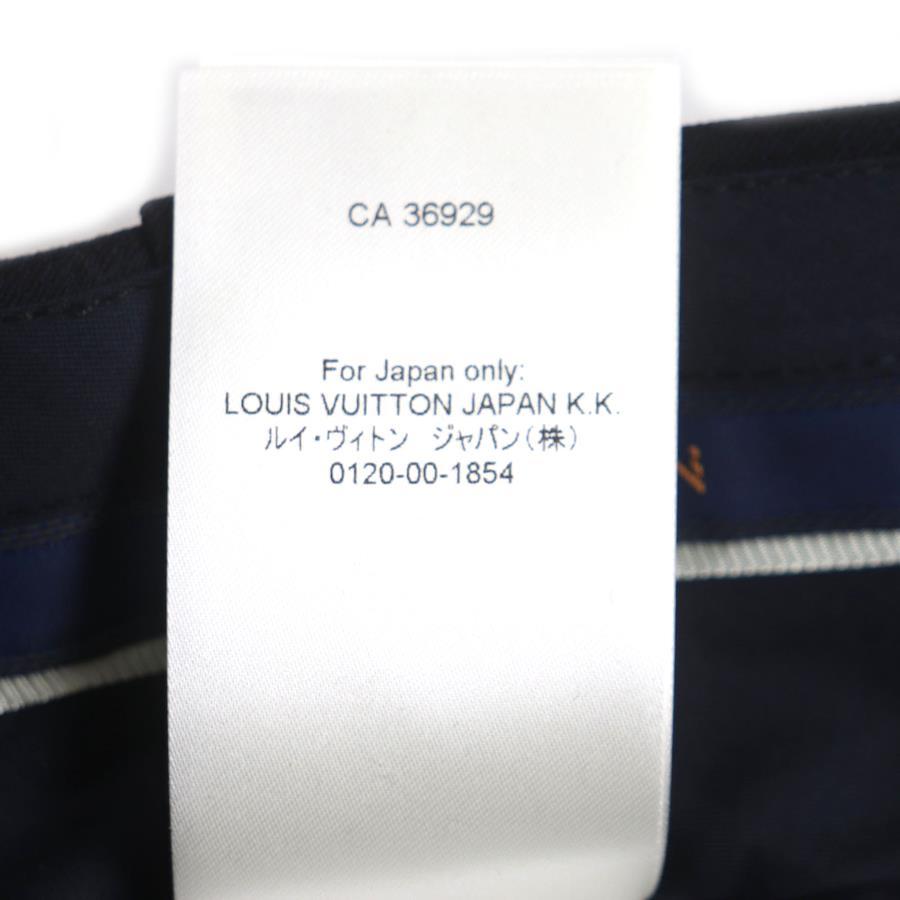 CA 36929
For Japan only:
LOUIS VUITTON JAPAN K.K.
ルイ・ヴィトン ジャパン(株)
0120-00-1854